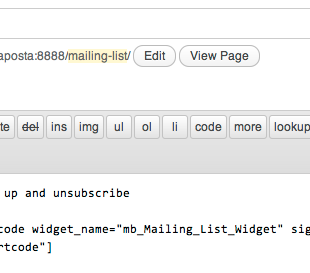 aposta:8888/mailing-list/ Edit View Page
te del ins img ul ol li code more lookup
up and unsubscribe
code widget_name="mb_Mailing_List_Widget" sig
rtcode"]